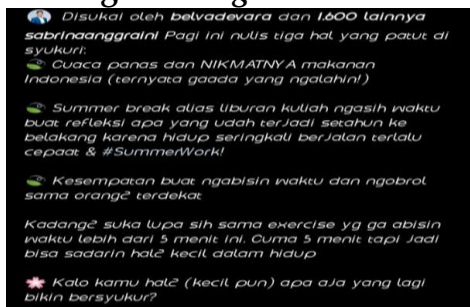 Disukai oleh belvadevara dan 1.600 lainnya
sabrinaanggraini Pagi ini nulis tiga hal yang patut di
syukuri:
Cuaca panas dan NIKMATNYA makanan
Indonesia (ternyata gaada yang ngalahin!)
Summer break alias liburan kuliah ngasih waktu
buat refleksi apa yang udah terjadi setahun ke
belakang karena hidup seringkali berjalan terlalu
cepaat & #SummerWork!
Kesempatan buat ngabisin waktu dan ngobrol
sama orang2 terdekat
Kadang2 suka lupa sih sama exercise yg ga abisin
waktu lebih dari 5 menit ini. Cuma 5 menit tapi jadi
bisa sadarin hal2 kecil dalam hidup
Kalo kamu hal2 (kecil pun) apa aja yang lagi
bikin bersyukur?